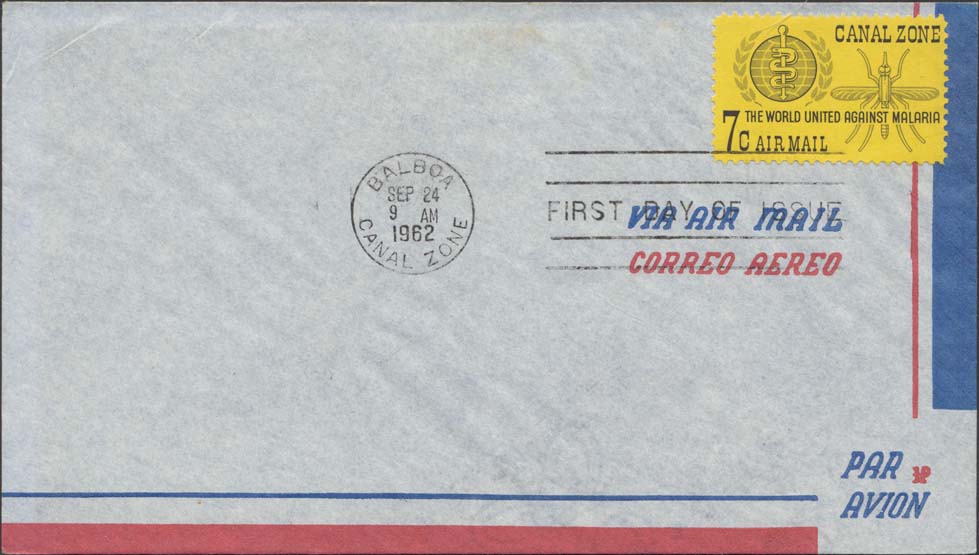 CANAL ZONE
THE WORLD UNITED AGAINST MALARIA
7c AIR MAIL
BALBOA
SEP 24
9 AM
1962
CANAL ZONE
FIRST DAY OF ISSUE
VIA AIR MAIL
CORREO AEREO
PAR
AVION